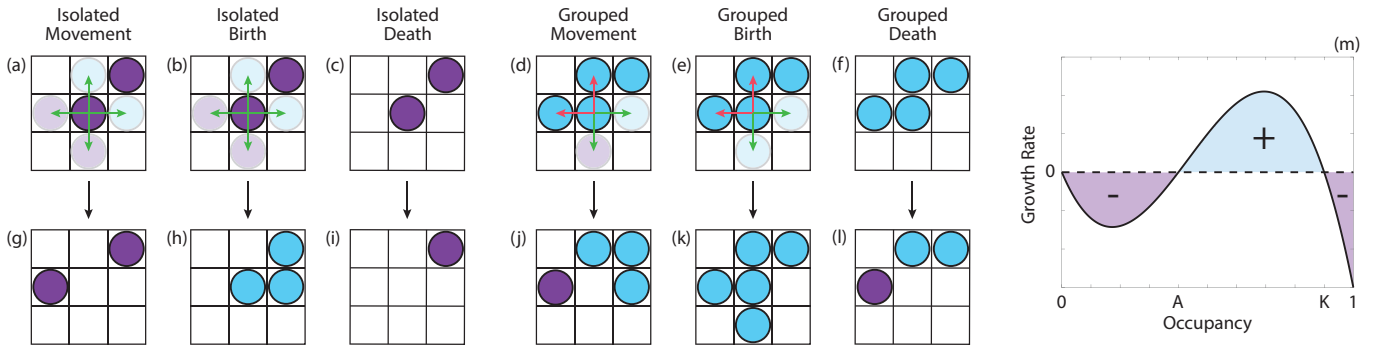 Isolated
Movement
Isolated
Birth
Isolated
Death
Grouped
Movement
Grouped
Birth
Grouped
Death
(a)
(b)
(c)
(d)
(e)
(f)
(g)
(h)
(i)
(j)
(k)
(l)
(m)
Growth Rate
0
-
+
-
0
A
K
1
Occupancy